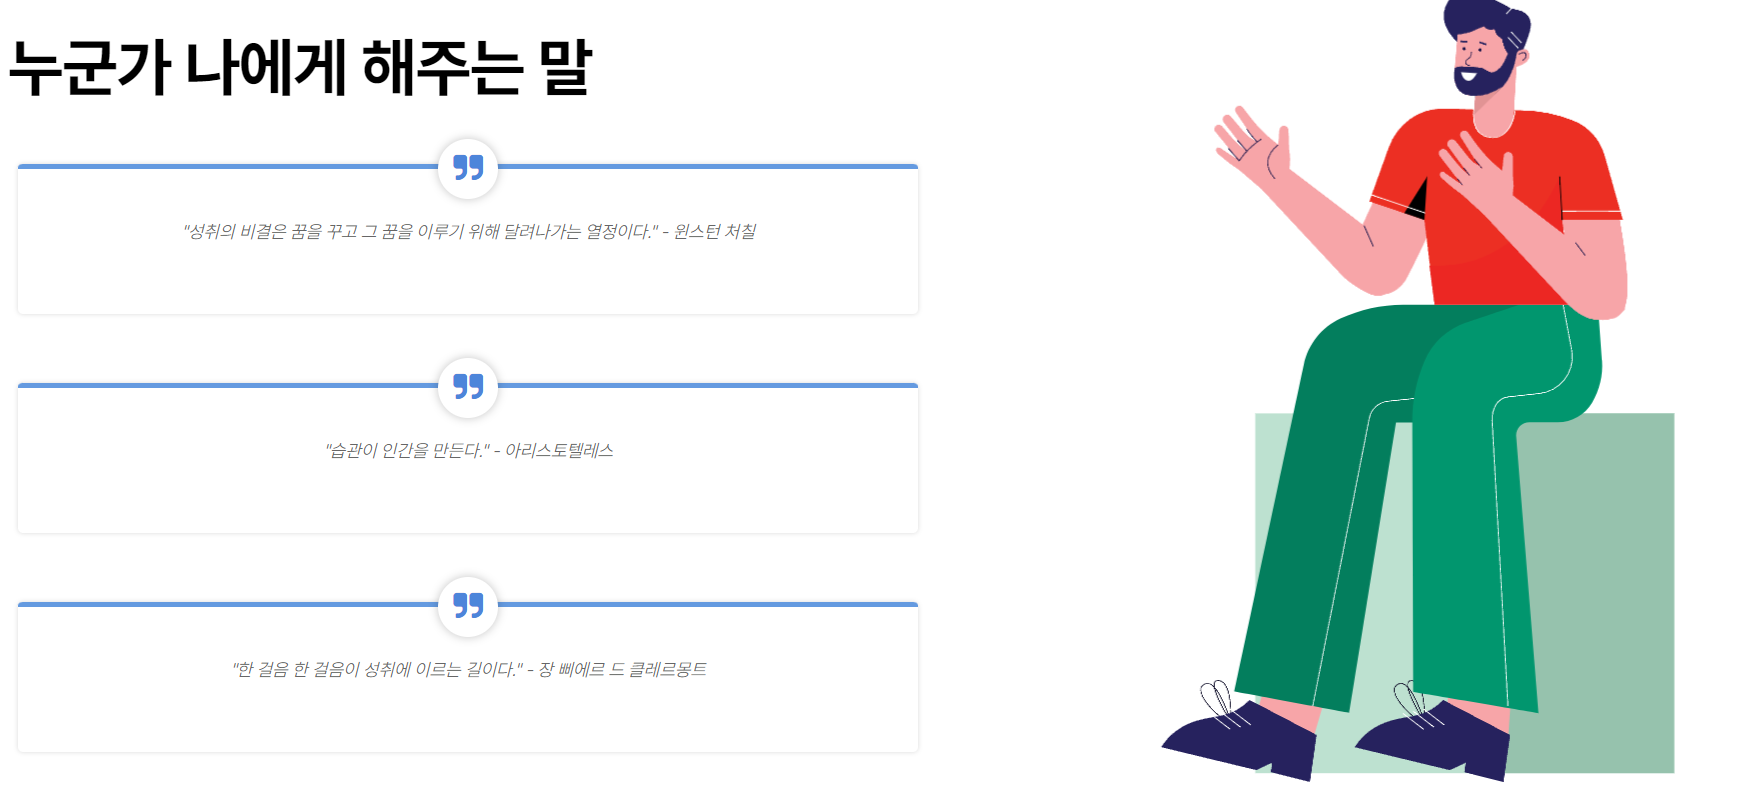 누군가 나에게 해주는 말
"성취의 비결은 꿈을 꾸고 그 꿈을 이루기 위해 달려나가는 열정이다." - 윈스턴 처칠
"습관이 인간을 만든다." - 아리스토텔레스
"한 걸음 한 걸음이 성취에 이르는 길이다." - 장 삐에르 드 클레르몽트